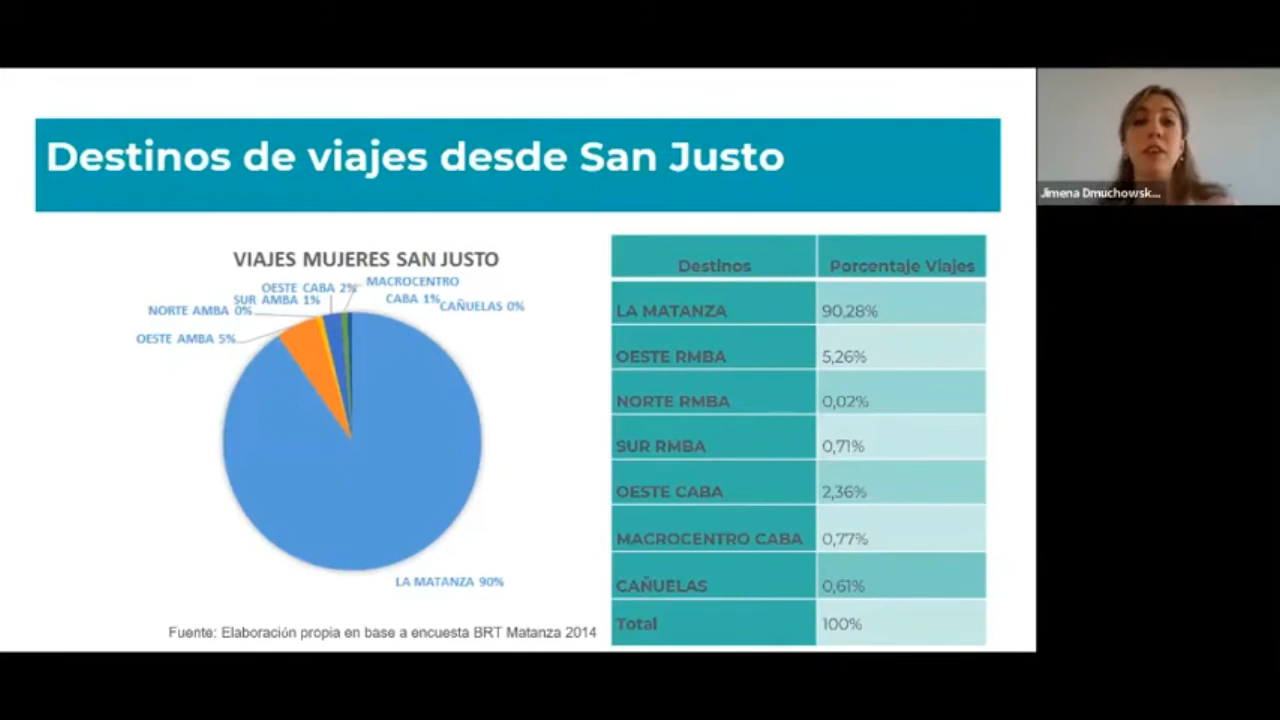 Destinos de viajes desde San Justo
VIAJES MUJERES SAN JUSTO
OESTE CABA 2%
MACROCENTRO
CABA 1%
SUR AMBA 1%
CAÑUELAS 0%
NORTE AMBA 0%
OESTE AMBA 5%
LA MATANZA 90%
Fuente: Elaboración propia en base a encuesta BRT Matanza 2014
Destinos Porcentaje Viajes
LA MATANZA 90,28%
OESTE RMBA 5,26%
NORTE RMBA 0,02%
SUR RMBA 0,71%
OESTE CABA 2,36%
MACROCENTRO CABA 0,77%
CAÑUELAS 0,61%
Total 100%
Jimena Dmuchowsk...